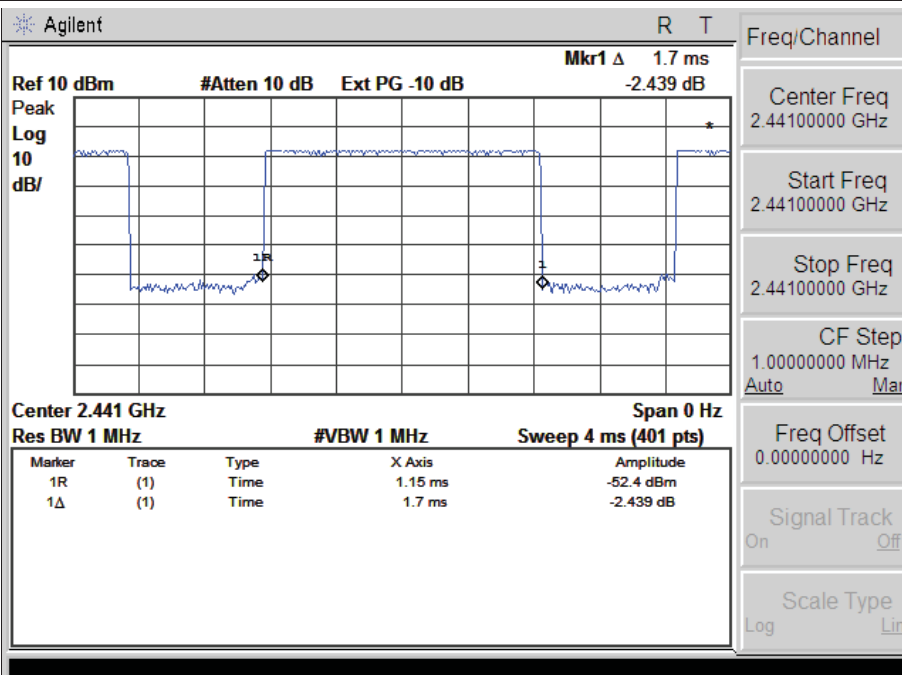 Agilent R T
Mkr1 Δ 1.7 ms
Ref 10 dBm #Atten 10 dB Ext PG -10 dB -2.439 dB
Peak
Log
10
dB/
*
1R
1
Center 2.441 GHz Span 0 Hz
Res BW 1 MHz #VBW 1 MHz Sweep 4 ms (401 pts)
Marker Trace Type X Axis Amplitude
1R (1) Time 1.15 ms -52.4 dBm
1Δ (1) Time 1.7 ms -2.439 dB
Freq/Channel
Center Freq
2.44100000 GHz
Start Freq
2.44100000 GHz
Stop Freq
2.44100000 GHz
CF Step
1.00000000 MHz
Auto Man
Freq Offset
0.00000000 Hz
Signal Track
On Off
Scale Type
Log Lin